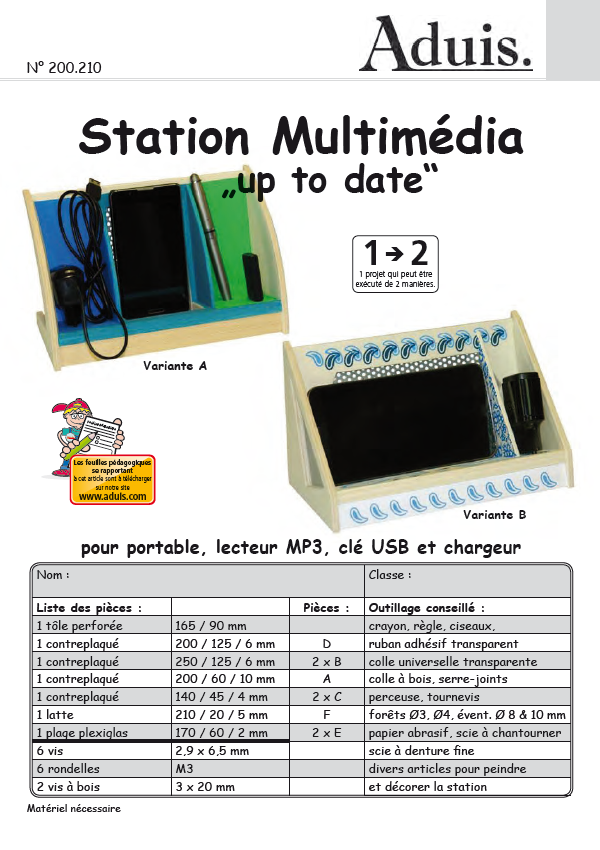 N° 200.210
Aduis.
Station Multimédia
„up to date“
1 → 2
1 projet qui peut être
exécuté de 2 manières.
Variante A
Les feuilles pédagogiques
se rapportant
à cet article sont à télécharger
sur notre site
www.aduis.com
Variante B
pour portable, lecteur MP3, clé USB et chargeur
Nom : Classe :
Liste des pièces : Pièces : Outillage conseillé :
1 tôle perforée 165 / 90 mm crayon, règle, ciseaux,
1 contreplaqué 200 / 125 / 6 mm D ruban adhésif transparent
1 contreplaqué 250 / 125 / 6 mm 2 x B colle universelle transparente
1 contreplaqué 200 / 60 / 10 mm A colle à bois, serre-joints
1 contreplaqué 140 / 45 / 4 mm 2 x C perceuse, tournevis
1 latte 210 / 20 / 5 mm F forêts Ø3, Ø4, évent. Ø 8 & 10 mm
1 plage plexiglas 170 / 60 / 2 mm 2 x E papier abrasif, scie à chantourner
6 vis 2,9 x 6,5 mm scie à denture fine
6 rondelles M3 divers articles pour peindre
2 vis à bois 3 x 20 mm et décorer la station
Matériel nécessaire